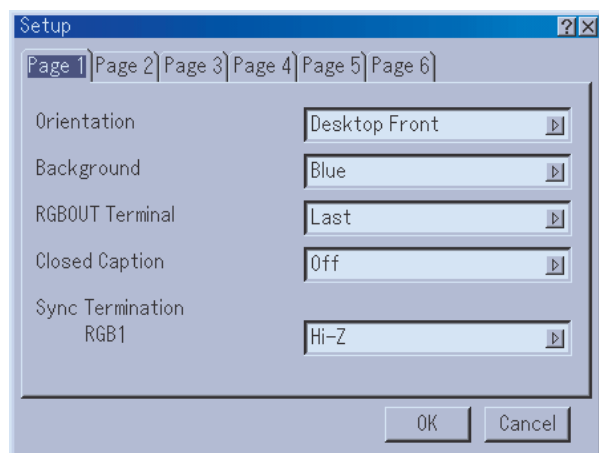 Setup
Page 1 Page 2 Page 3 Page 4 Page 5 Page 6
Orientation Desktop Front
Background Blue
RGBOUT Terminal Last
Closed Caption Off
Sync Termination
RGB1 Hi-Z
OK Cancel